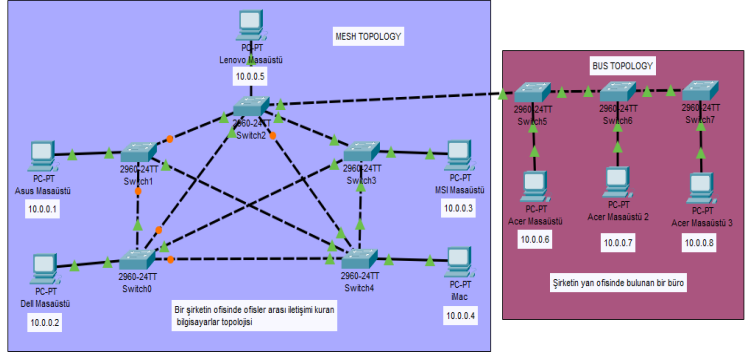 MESH TOPOLOGY
PC-PT
Lenovo Masaüstü
10.0.0.5
2960-24TT
Switch2
2960-24TT
Switch1
PC-PT
Asus Masaüstü
10.0.0.1
2960-24TT
Switch3
PC-PT
MSI Masaüstü
10.0.0.3
2960-24TT
Switch0
PC-PT
Dell Masaüstü
10.0.0.2
2960-24TT
Switch4
PC-PT
iMac
10.0.0.4
Bir şirketin ofisinde ofisler arası iletişimi kuran
bilgisayarlar topolojisi
BUS TOPOLOGY
2960-24TT
Switch5
2960-24TT
Switch6
2960-24TT
Switch7
PC-PT
Acer Masaüstü
10.0.0.6
PC-PT
Acer Masaüstü 2
10.0.0.7
PC-PT
Acer Masaüstü 3
10.0.0.8
Şirketin yan ofisinde bulunan bir büro